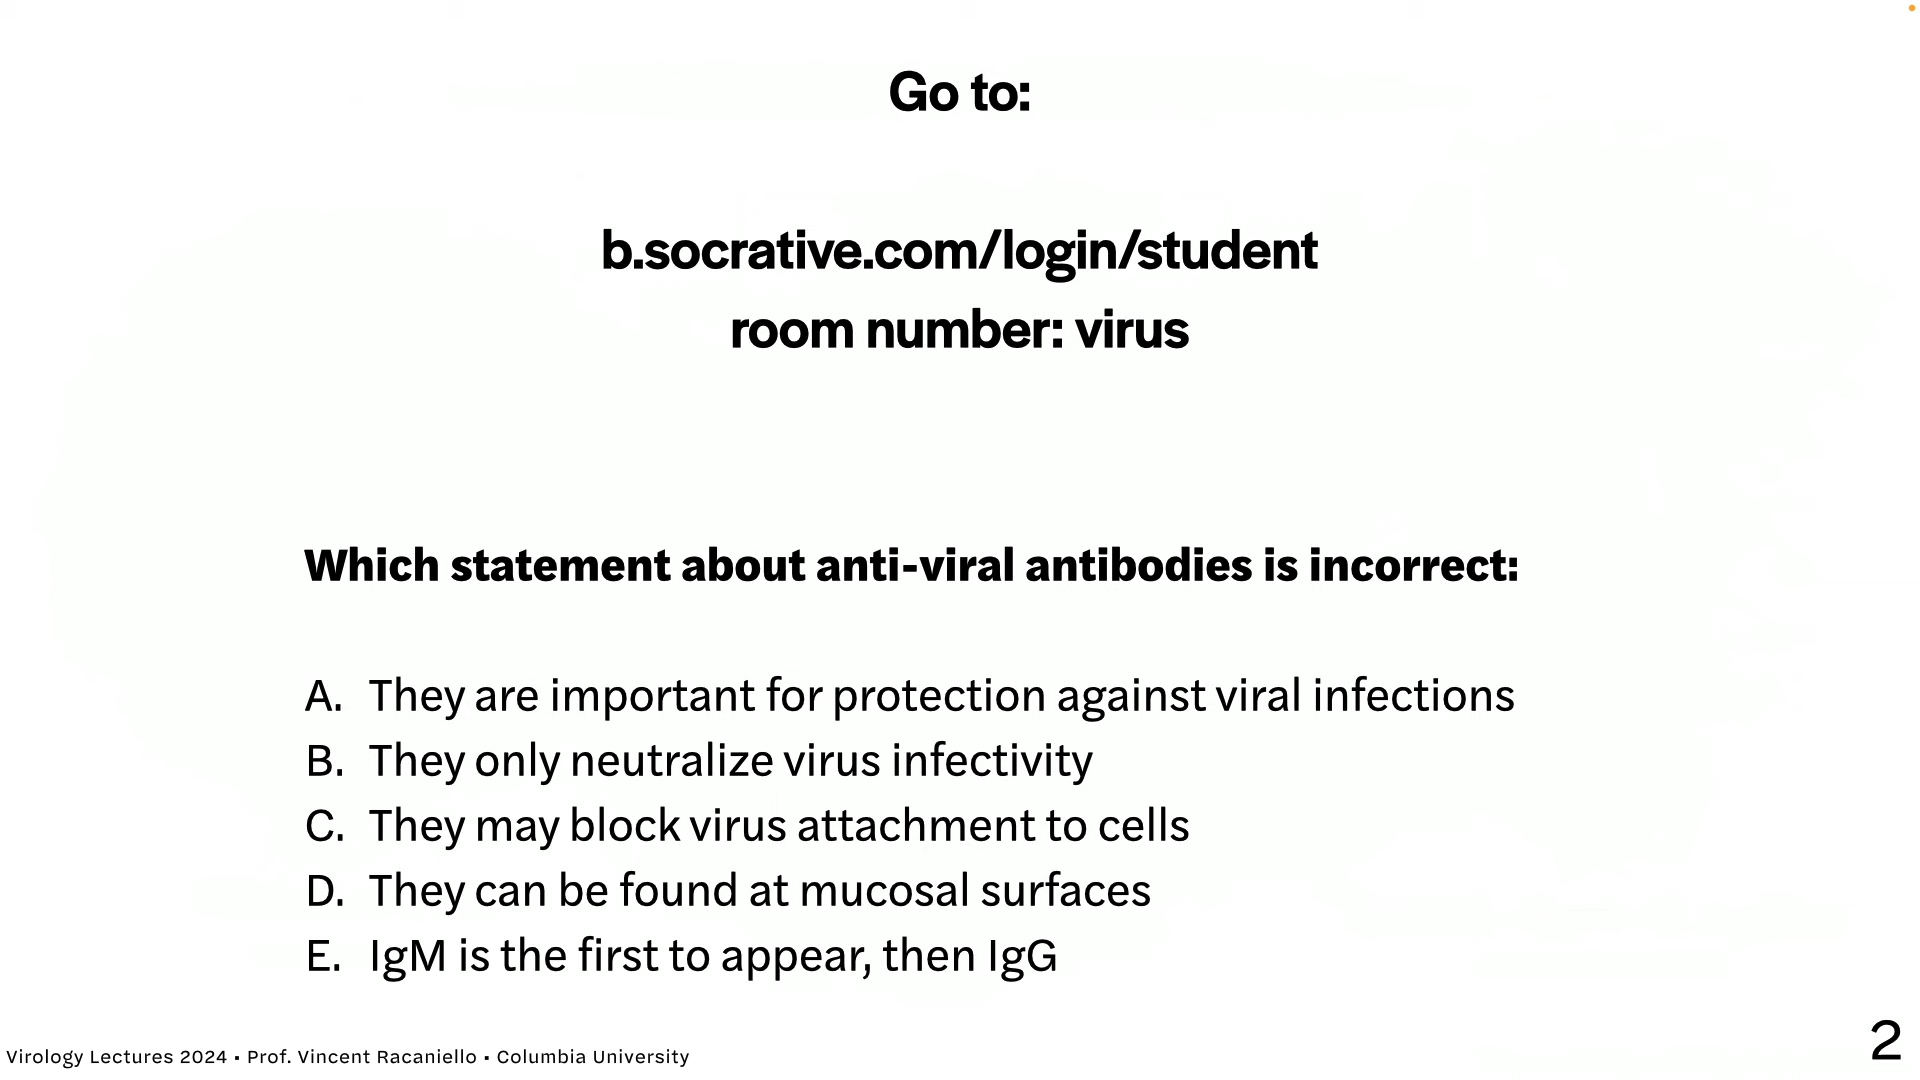 Go to:
b.socrative.com/login/student
room number: virus
Which statement about anti-viral antibodies is incorrect:
A. They are important for protection against viral infections
B. They only neutralize virus infectivity
C. They may block virus attachment to cells
D. They can be found at mucosal surfaces
E. IgM is the first to appear, then IgG
Virology Lectures 2024 • Prof. Vincent Racaniello • Columbia University
2